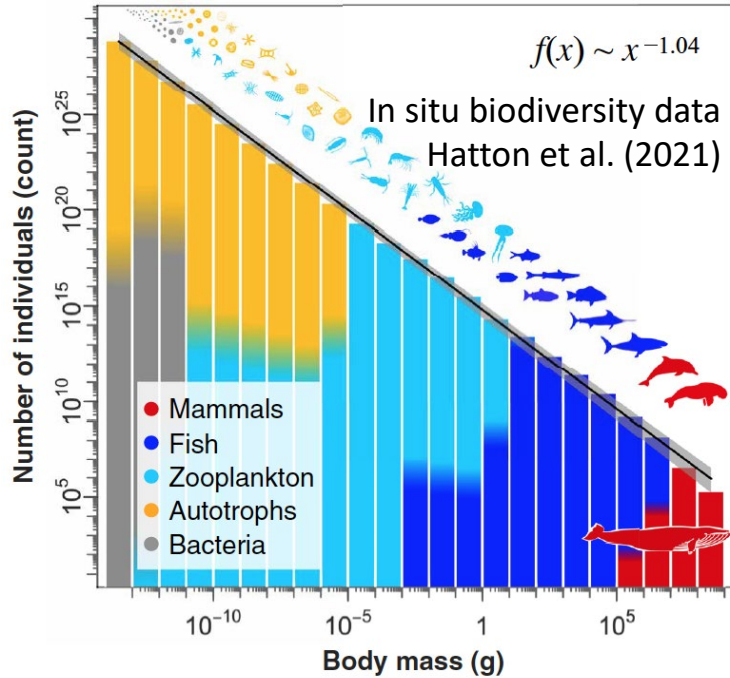 f(x) ~ x^−1.04
In situ biodiversity data
Hatton et al. (2021)
Number of individuals (count)
10^25
10^20
10^15
10^10
10^5
Mammals
Fish
Zooplankton
Autotrophs
Bacteria
10^−10
10^−5
1
10^5
Body mass (g)